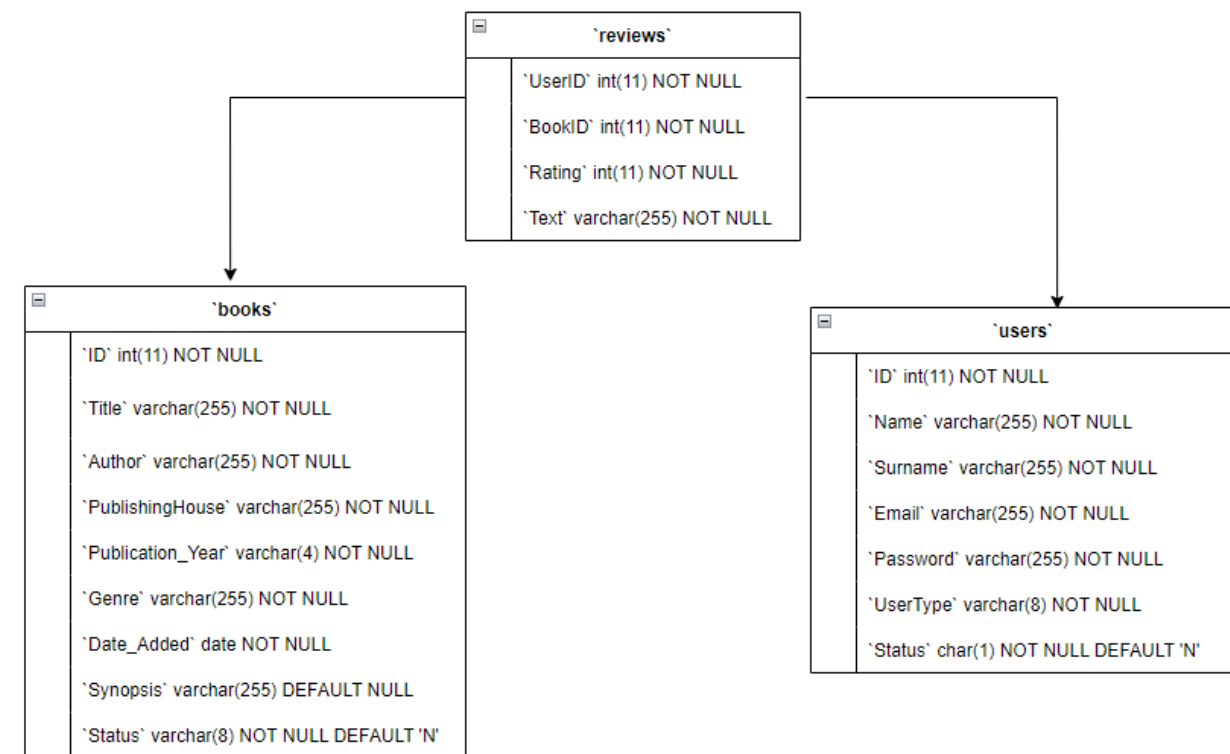 `reviews`
`UserID` int(11) NOT NULL
`BookID` int(11) NOT NULL
`Rating` int(11) NOT NULL
`Text` varchar(255) NOT NULL
`books`
`ID` int(11) NOT NULL
`Title` varchar(255) NOT NULL
`Author` varchar(255) NOT NULL
`PublishingHouse` varchar(255) NOT NULL
`Publication_Year` varchar(4) NOT NULL
`Genre` varchar(255) NOT NULL
`Date_Added` date NOT NULL
`Synopsis` varchar(255) DEFAULT NULL
`Status` varchar(8) NOT NULL DEFAULT 'N'
`users`
`ID` int(11) NOT NULL
`Name` varchar(255) NOT NULL
`Surname` varchar(255) NOT NULL
`Email` varchar(255) NOT NULL
`Password` varchar(255) NOT NULL
`UserType` varchar(8) NOT NULL
`Status` char(1) NOT NULL DEFAULT 'N'